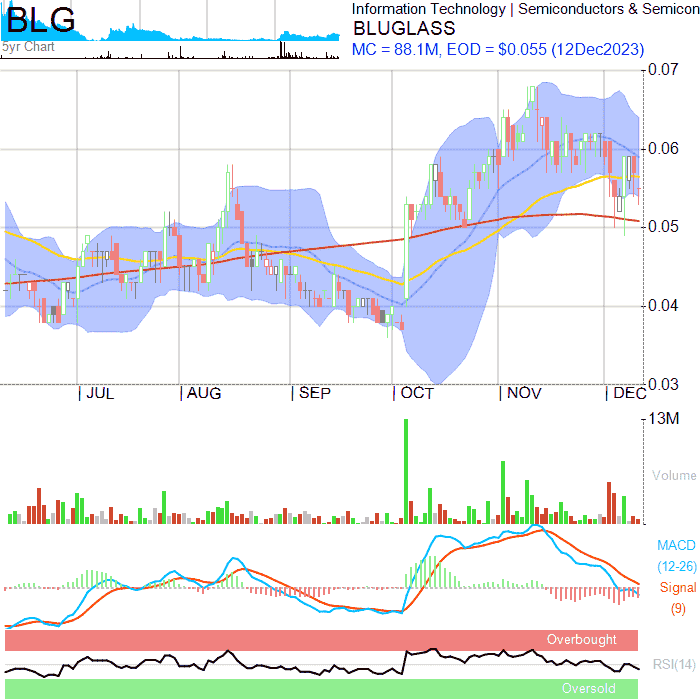 BLG
5yr Chart
Information Technology | Semiconductors & Semicon
BLUGLASS
MC = 88.1M, EOD = $0.055 (12Dec2023)
0.07
0.06
0.05
0.04
0.03
| JUL | AUG | SEP | OCT | NOV | DEC
13M
Volume
MACD
(12-26)
Signal
(9)
Overbought
RSI(14)
Oversold